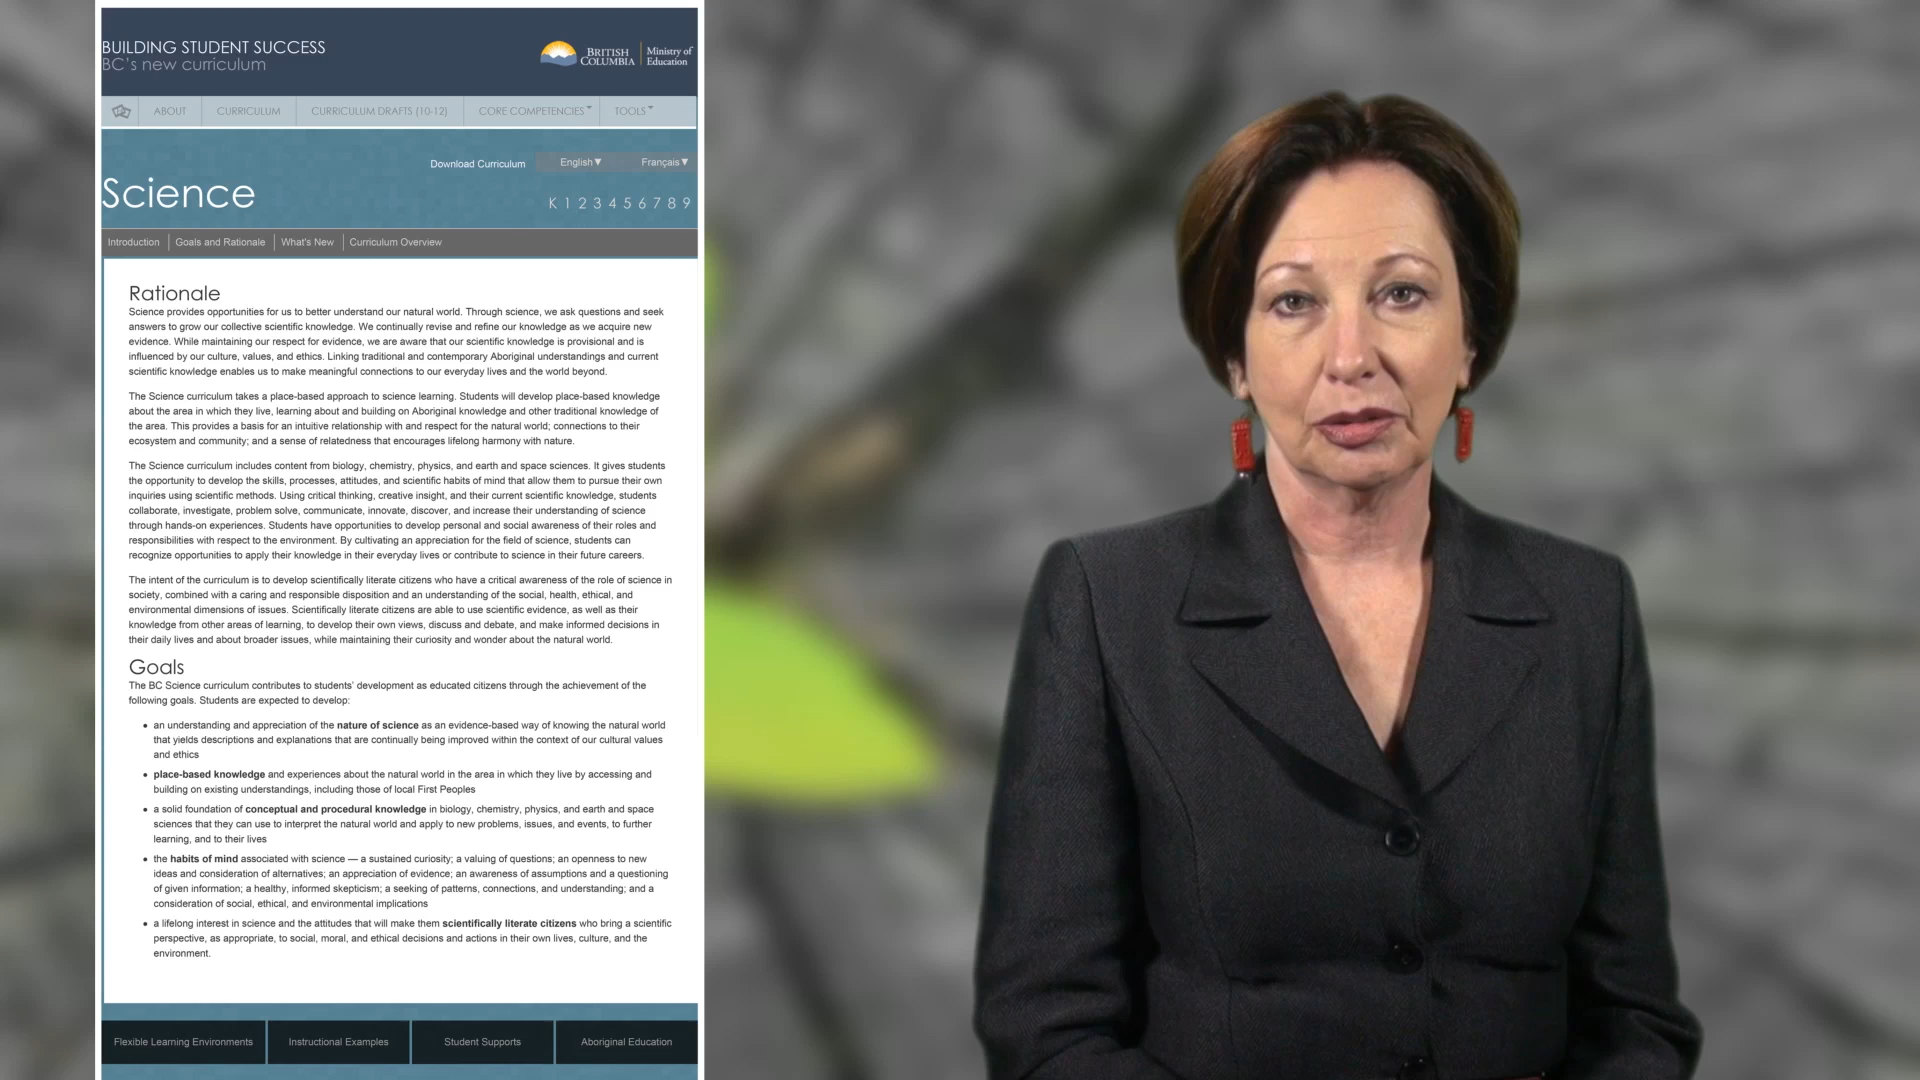 BUILDING STUDENT SUCCESS
BC's new curriculum
BRITISH
COLUMBIA
Ministry of
Education
ABOUT
CURRICULUM
CURRICULUM DRAFTS (10-12)
CORE COMPETENCIES
TOOLS
Download Curriculum
English▼
Français▼
Science
K 1 2 3 4 5 6 7 8 9
Introduction
Goals and Rationale
What's New
Curriculum Overview
Rationale
Science provides opportunities for us to better understand our natural world. Through science, we ask questions and seek
answers to grow our collective scientific knowledge. We continually revise and refine our knowledge as we acquire new
evidence. While maintaining our respect for evidence, we are aware that our scientific knowledge is provisional and is
influenced by our culture, values, and ethics. Linking traditional and contemporary Aboriginal understandings and current
scientific knowledge enables us to make meaningful connections to our everyday lives and the world beyond.
The Science curriculum takes a place-based approach to science learning. Students will develop place-based knowledge
about the area in which they live, learning about and building on Aboriginal knowledge and other traditional knowledge of
the area. This provides a basis for an intuitive relationship with and respect for the natural world; connections to their
ecosystem and community; and a sense of relatedness that encourages lifelong harmony with nature.
The Science curriculum includes content from biology, chemistry, physics, and earth and space sciences. It gives students
the opportunity to develop the skills, processes, attitudes, and scientific habits of mind that allow them to pursue their own
inquiries using scientific methods. Using critical thinking, creative insight, and their current scientific knowledge, students
collaborate, investigate, problem solve, communicate, innovate, discover, and increase their understanding of science
through hands-on experiences. Students have opportunities to develop personal and social awareness of their roles and
responsibilities with respect to the environment. By cultivating an appreciation for the field of science, students can
recognize opportunities to apply their knowledge in their everyday lives or contribute to science in their future careers.
The intent of the curriculum is to develop scientifically literate citizens who have a critical awareness of the role of science in
society, combined with a caring and responsible disposition and an understanding of the social, health, ethical, and
environmental dimensions of issues. Scientifically literate citizens are able to use scientific evidence, as well as their
knowledge from other areas of learning, to develop their own views, discuss and debate, and make informed decisions in
their daily lives and about broader issues, while maintaining their curiosity and wonder about the natural world.
Goals
The BC Science curriculum contributes to students' development as educated citizens through the achievement of the
following goals. Students are expected to develop:
• an understanding and appreciation of the nature of science as an evidence-based way of knowing the natural world
that yields descriptions and explanations that are continually being improved within the context of our cultural values
and ethics
• place-based knowledge and experiences about the natural world in the area in which they live by accessing and
building on existing understandings, including those of local First Peoples
• a solid foundation of conceptual and procedural knowledge in biology, chemistry, physics, and earth and space
sciences that they can use to interpret the natural world and apply to new problems, issues, and events, to further
learning, and to their lives
• the habits of mind associated with science — a sustained curiosity; a valuing of questions; an openness to new
ideas and consideration of alternatives; an appreciation of evidence; an awareness of assumptions and a questioning
of given information; a healthy, informed skepticism; a seeking of patterns, connections, and understanding; and a
consideration of social, ethical, and environmental implications
• a lifelong interest in science and the attitudes that will make them scientifically literate citizens who bring a scientific
perspective, as appropriate, to social, moral, and ethical decisions and actions in their own lives, culture, and the
environment.
Flexible Learning Environments
Instructional Examples
Student Supports
Aboriginal Education